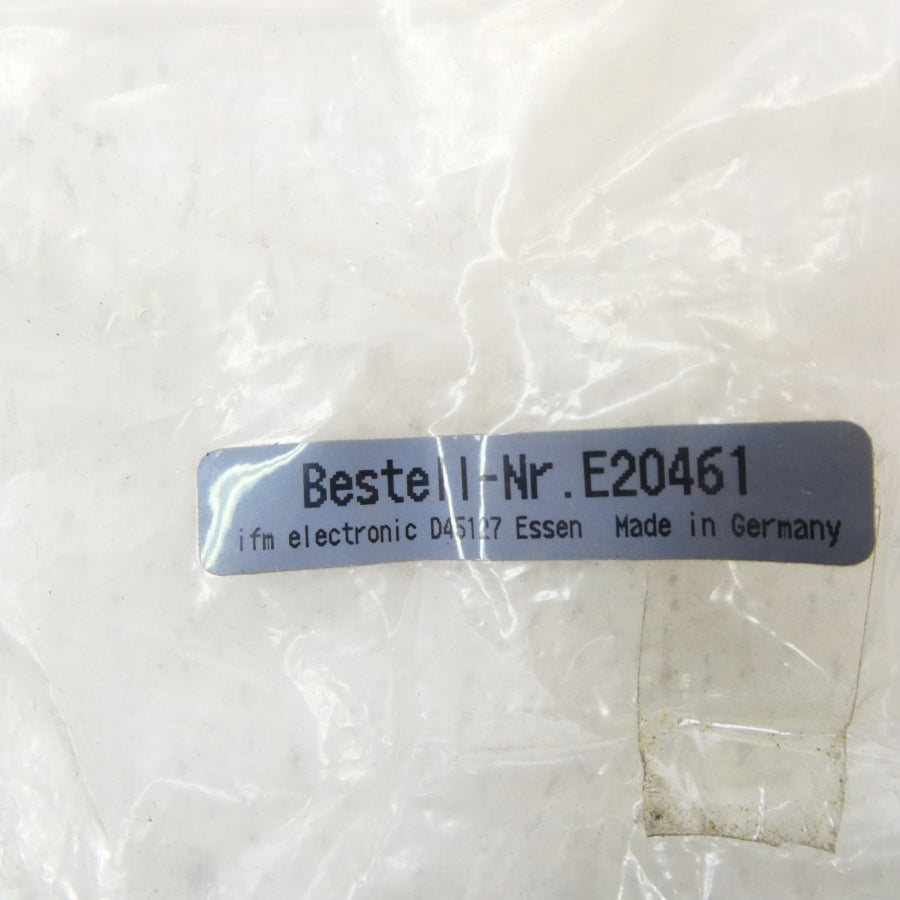 Bestell-Nr.E20461
ifm electronic D45127 Essen Made in Germany